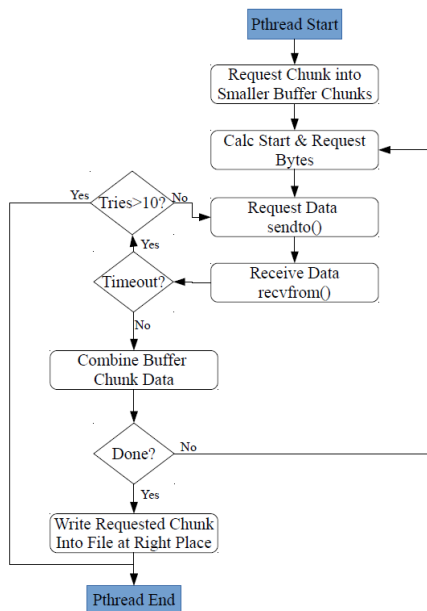 Pthread Start
Request Chunk into
Smaller Buffer Chunks
Calc Start & Request
Bytes
Yes
Tries>10?
No
Request Data
sendto()
Yes
Timeout?
Receive Data
recvfrom()
No
Combine Buffer
Chunk Data
Done?
No
Yes
Write Requested Chunk
Into File at Right Place
Pthread End